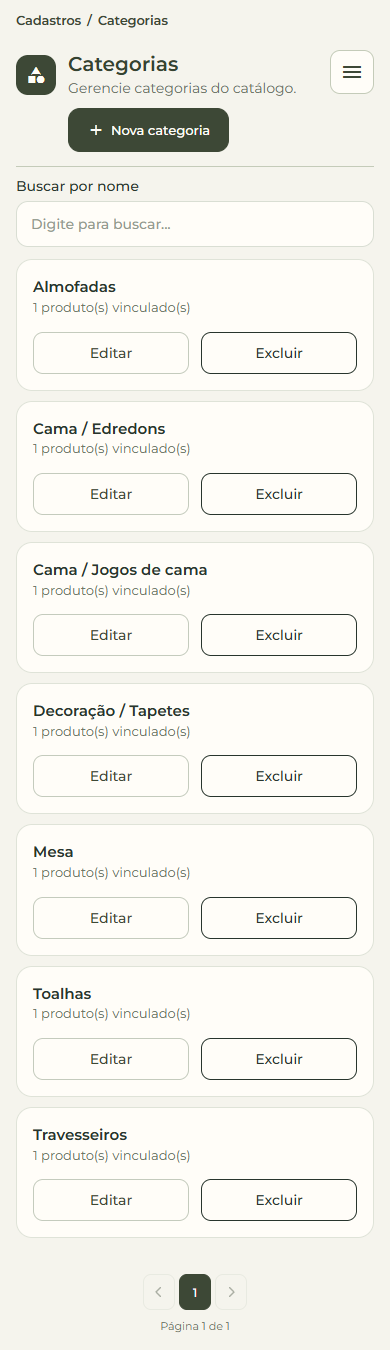 Cadastros / Categorias
Categorias
Gerencie categorias do catálogo.
+ Nova categoria
Buscar por nome
Digite para buscar...
Almofadas
1 produto(s) vinculado(s)
Editar Excluir
Cama / Edredons
1 produto(s) vinculado(s)
Editar Excluir
Cama / Jogos de cama
1 produto(s) vinculado(s)
Editar Excluir
Decoração / Tapetes
1 produto(s) vinculado(s)
Editar Excluir
Mesa
1 produto(s) vinculado(s)
Editar Excluir
Toalhas
1 produto(s) vinculado(s)
Editar Excluir
Travesseiros
1 produto(s) vinculado(s)
Editar Excluir
1
Página 1 de 1